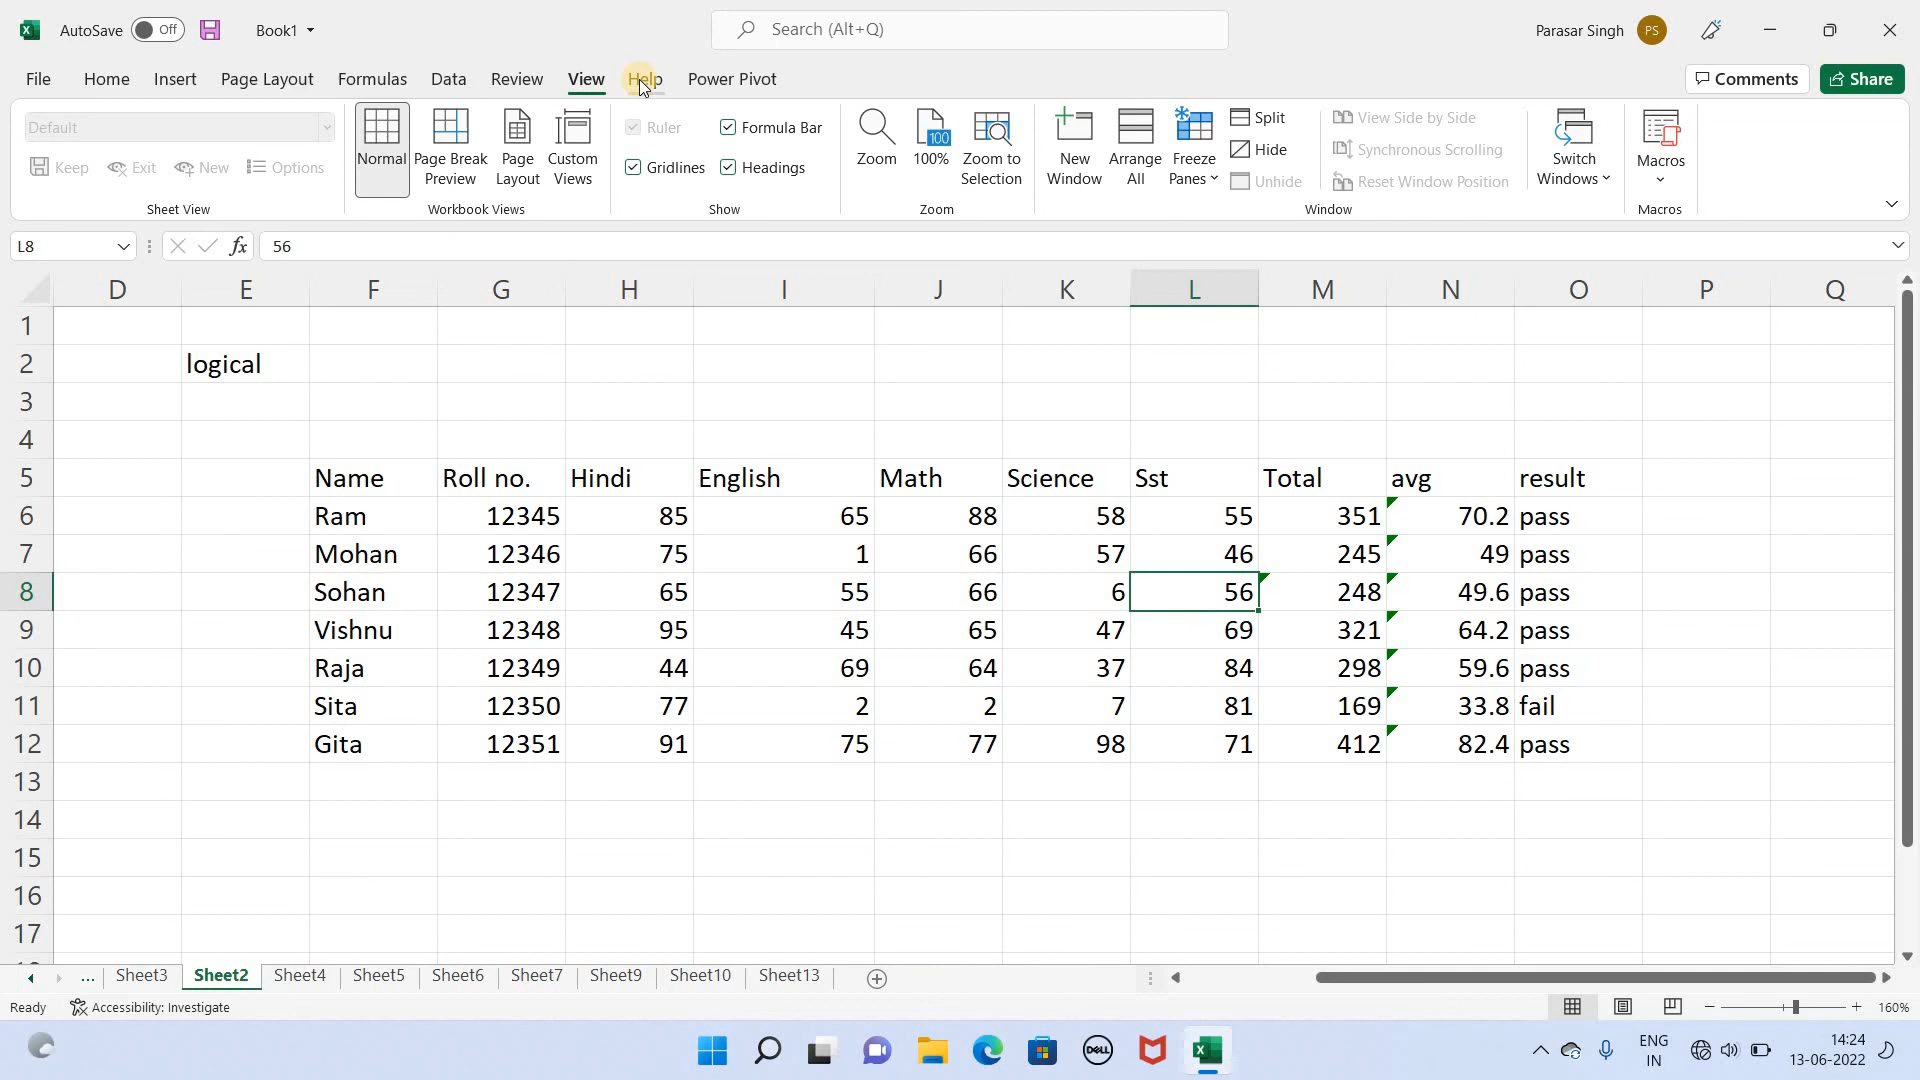 AutoSave Off Book1 Search (Alt+Q) Parasar Singh PS
File Home Insert Page Layout Formulas Data Review View Help Power Pivot Comments Share
Default
Keep Exit New Options
Sheet View
Normal Page Break Preview Page Layout Custom Views
Workbook Views
Ruler Formula Bar
Gridlines Headings
Show
Zoom 100 100% Zoom to Selection
Zoom
New Window Arrange All Freeze Panes
Split
Hide
Unhide
View Side by Side
Synchronous Scrolling
Reset Window Position
Switch Windows
Window
Macros
Macros
L8 fx 56
D E F G H I J K L M N O P Q
1
2 logical
3
4
5 Name Roll no. Hindi English Math Science Sst Total avg result
6 Ram 12345 85 65 88 58 55 351 70.2 pass
7 Mohan 12346 75 1 66 57 46 245 49 pass
8 Sohan 12347 65 55 66 6 56 248 49.6 pass
9 Vishnu 12348 95 45 65 47 69 321 64.2 pass
10 Raja 12349 44 69 64 37 84 298 59.6 pass
11 Sita 12350 77 2 2 7 81 169 33.8 fail
12 Gita 12351 91 75 77 98 71 412 82.4 pass
13
14
15
16
17
... Sheet3 Sheet2 Sheet4 Sheet5 Sheet6 Sheet7 Sheet9 Sheet10 Sheet13
Ready Accessibility: Investigate 160%
DELL ENG 14:24
IN 13-06-2022